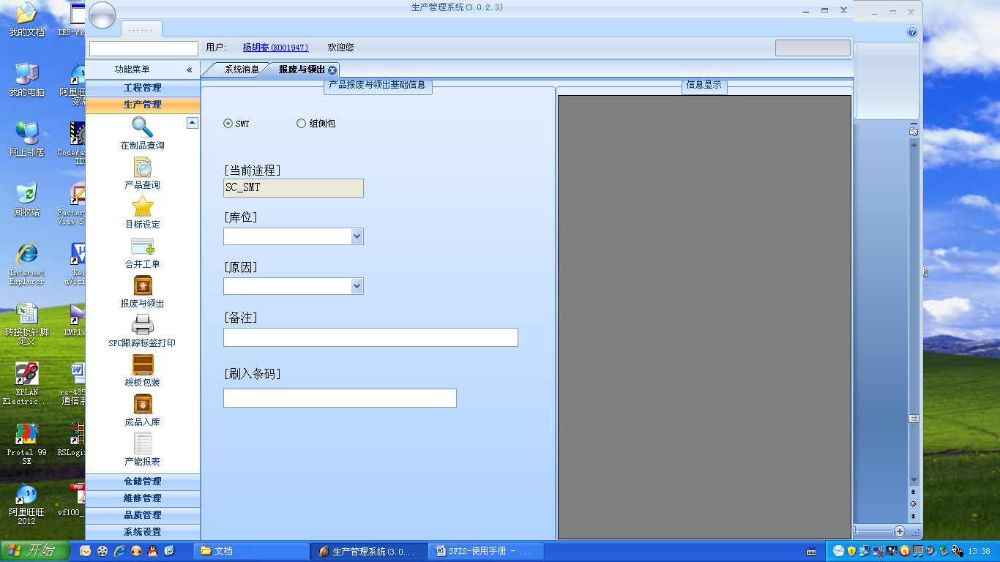 生产管理系统(3.0.2.3)
······
用户:
杨胡春(K001947)
欢迎您
功能菜单
«
系统消息
报废与领出
工程管理
生产管理
在制品查询
产品查询
目标设定
合并工单
报废与领出
SFC跟踪标签打印
栈板包装
成品入库
产能报表
仓储管理
维修管理
品质管理
系统设置
产品报废与领出基础信息
信息显示
SMT
组侧包
[当前途程]
SC_SMT
[库位]
[原因]
[备注]
[刷入条码]
我的文档
我的电脑
网上邻居
回收站
Internet
Explorer
转接板针脚
定义
EPLAN
Electric...
Protel 99
SE
阿里旺旺
2012
IE8-Wi
阿里旺
CodeWa
ID
Factor
View S
Kei
uVisi
KMPl
rs-485
通信系
RSLogi
PDF
vf100_
开始
文档
生产管理系统(3.0...
SFIS-使用手册 - ...
13:38